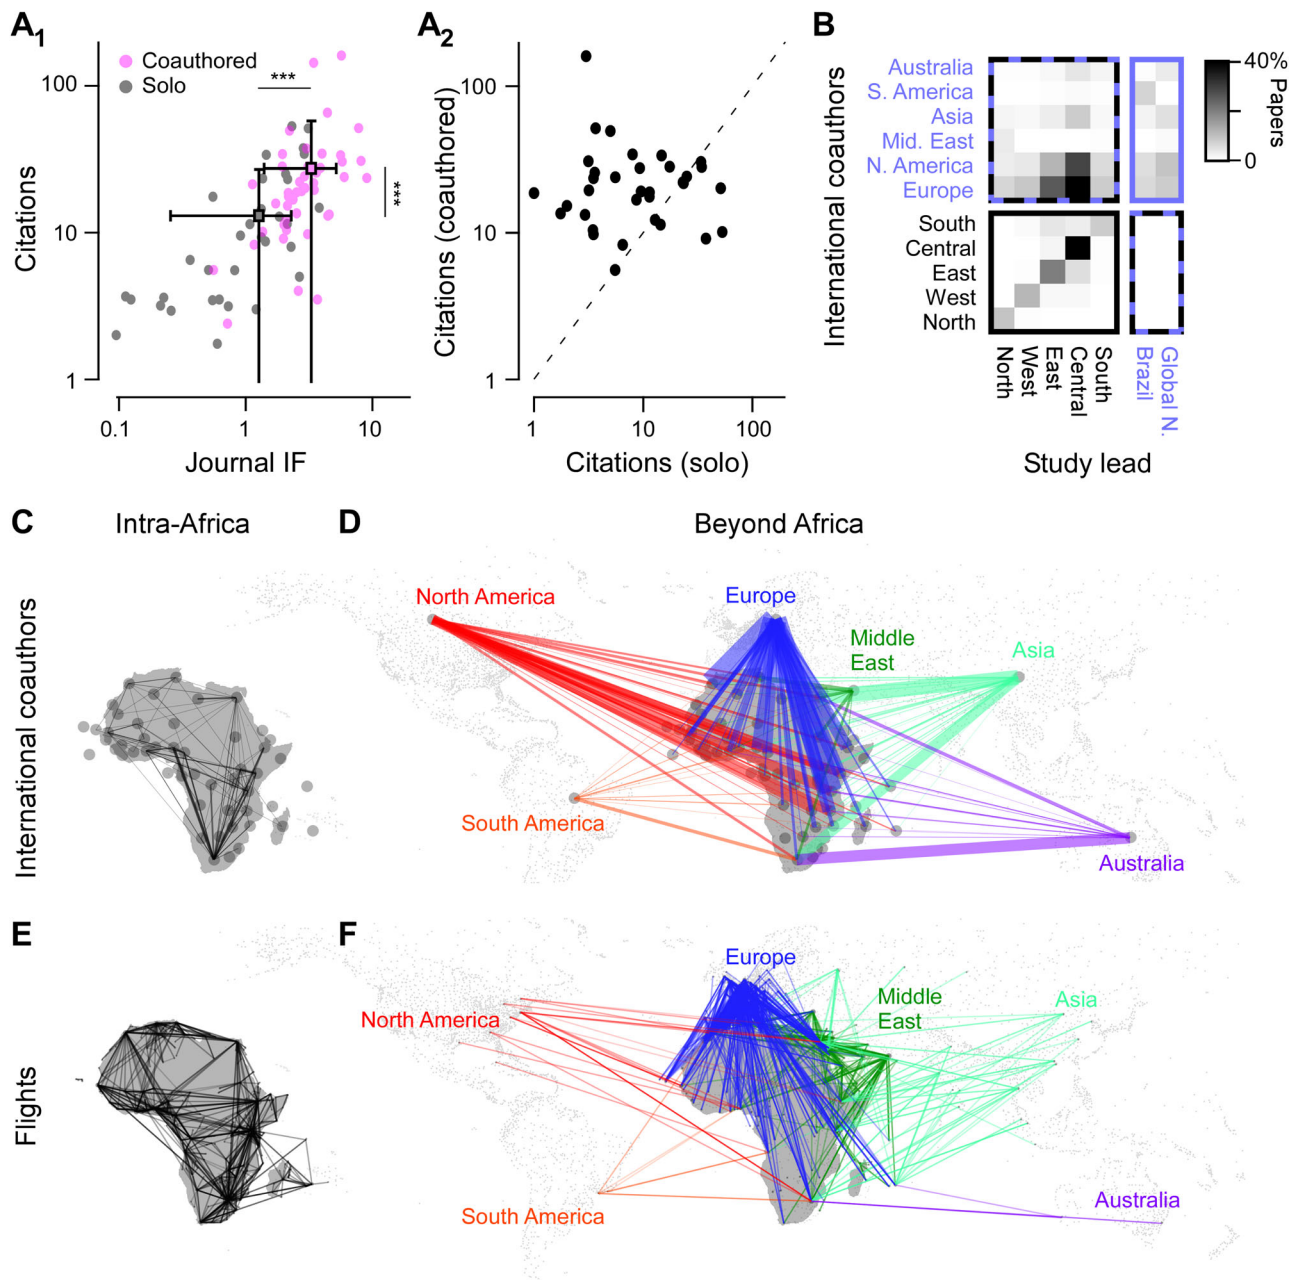 A1
Coauthored
Solo
***
***
100
10
1
Citations
0.1
1
10
Journal IF
A2
100
10
1
Citations (coauthored)
1
10
100
Citations (solo)
B
International coauthors
Australia
S. America
Asia
Mid. East
N. America
Europe
South
Central
East
West
North
North
West
East
Central
South
Brazil
Global N.
Study lead
40%
0
Papers
C
Intra-Africa
D
Beyond Africa
International coauthors
North America
Europe
Middle
East
Asia
South America
Australia
E
F
Flights
Europe
North America
Middle
East
Asia
South America
Australia